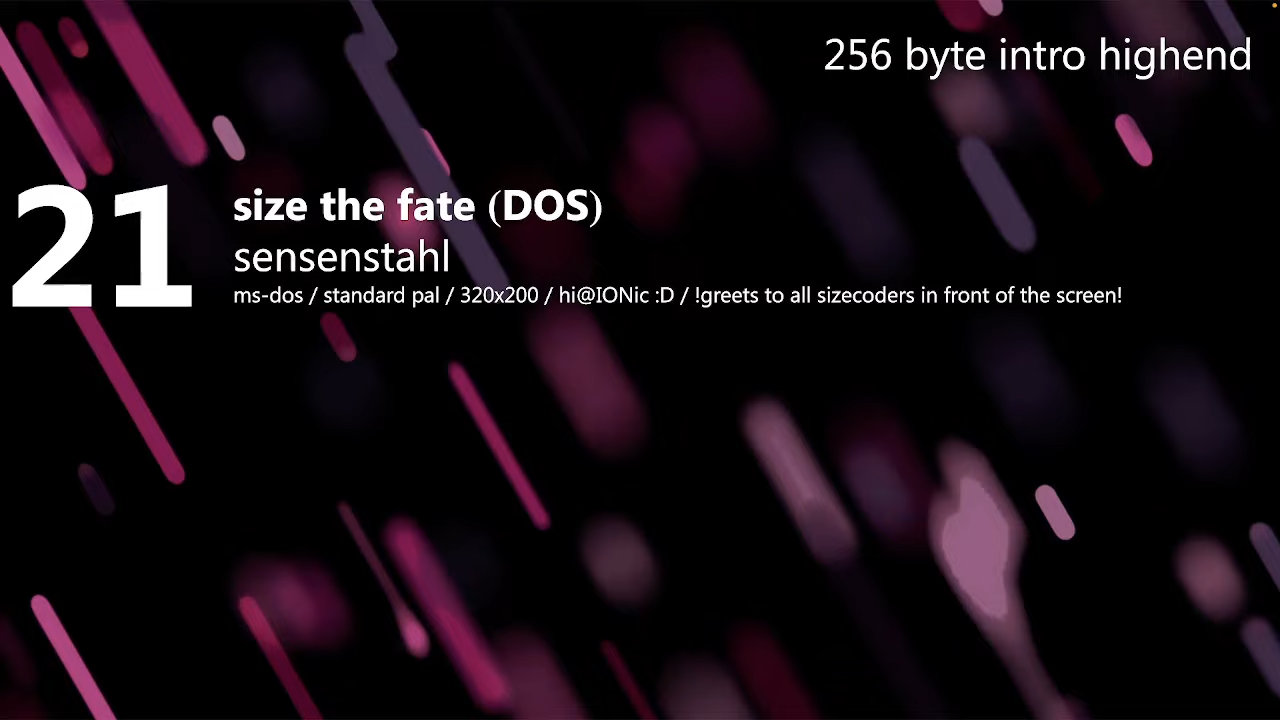 256 byte intro highend
21
size the fate (DOS)
sensenstahl
ms-dos / standard pal / 320x200 / hi@IONic :D / !greets to all sizecoders in front of the screen!